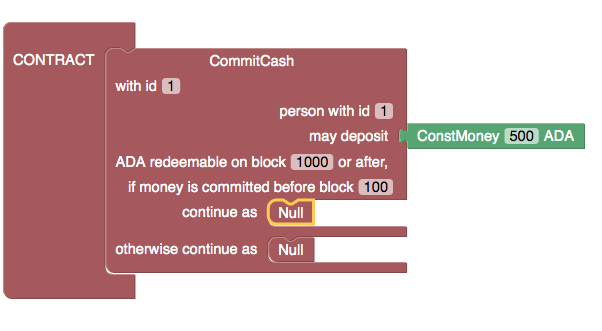 CONTRACT
CommitCash
with id 1
person with id 1
may deposit ConstMoney 500 ADA
ADA redeemable on block 1000 or after,
if money is committed before block 100
continue as Null
otherwise continue as Null